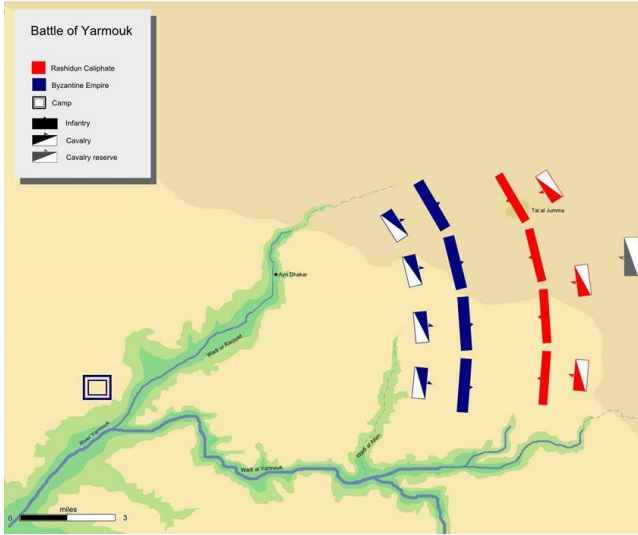 Battle of Yarmouk
Rashidun Caliphate
Byzantine Empire
Camp
Infantry
Cavalry
Cavalry reserve
Tal al Jumma
Ayn Dhakar
Wadi ur Raqqad
River Yarmouk
Wadi al Allan
Wadi al Yarmouk
miles
0 3